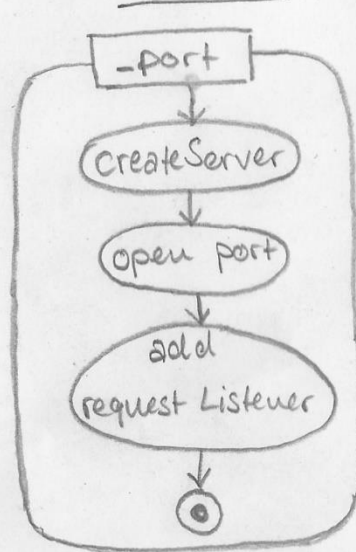 _port
createServer
open port
add
request Listener